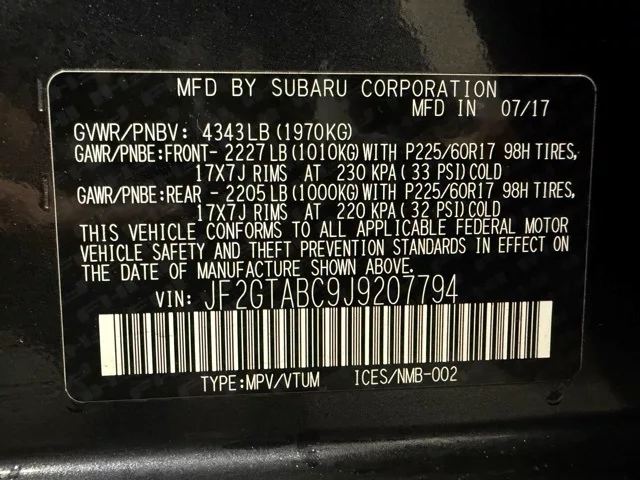 MFD BY SUBARU CORPORATION
MFD IN 07/17
GVWR/PNBV: 4343LB(1970KG)
GAWR/PNBE:FRONT- 2227LB(1010KG)WITH P225/60R17 98H TIRES,
17X7J RIMS AT 230 KPA(33 PSI)COLD
GAWR/PNBE:REAR - 2205LB(1000KG)WITH P225/60R17 98H TIRES,
17X7J RIMS AT 220 KPA(32 PSI)COLD
THIS VEHICLE CONFORMS TO ALL APPLICABLE FEDERAL MOTOR
VEHICLE SAFETY AND THEFT PREVENTION STANDARDS IN EFFECT ON
THE DATE OF MANUFACTURE SHOWN ABOVE.
VIN: JF2GTABC9J9207794
TYPE:MPV/VTUM ICES/NMB-002